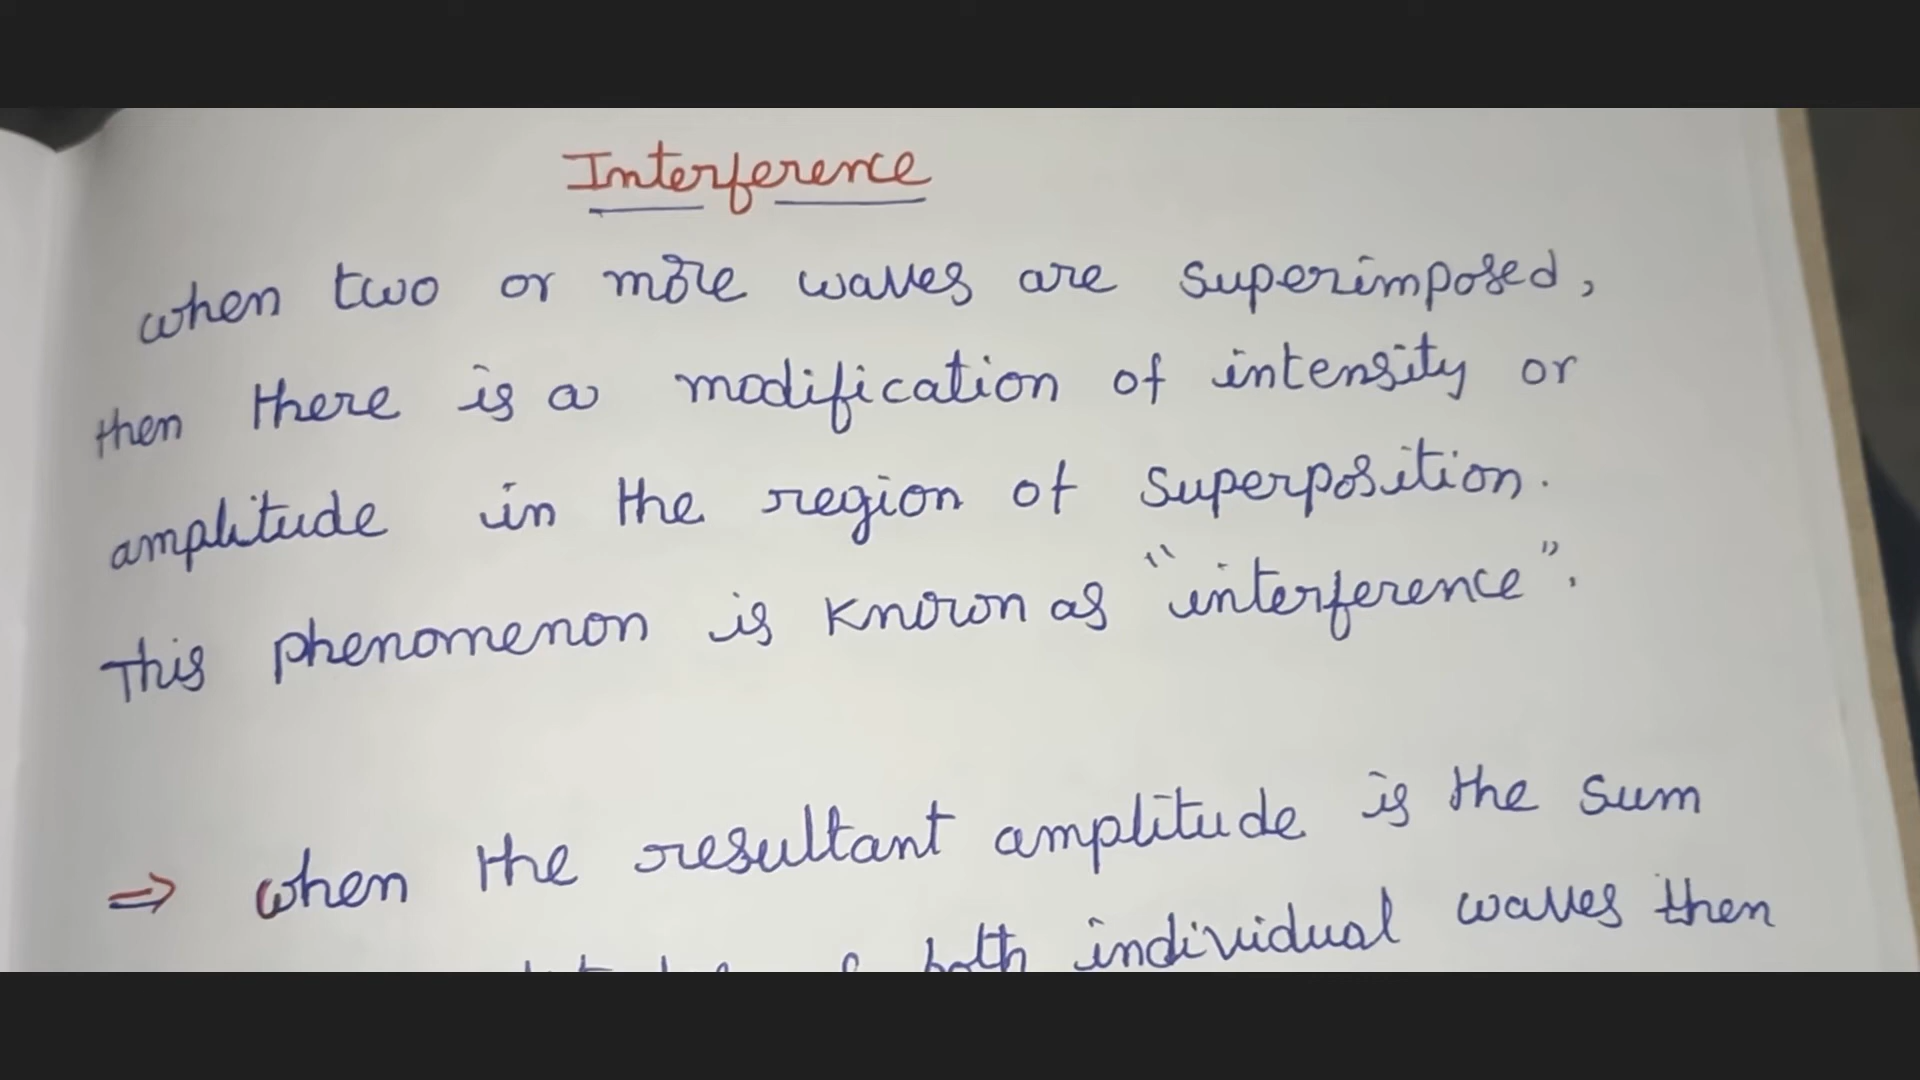 Interference
when two or more waves are superimposed,
then there is a modification of intensity or
amplitude in the region of superposition.
This phenomenon is known as "interference".
⇒ when the resultant amplitude is the sum
both individual waves then